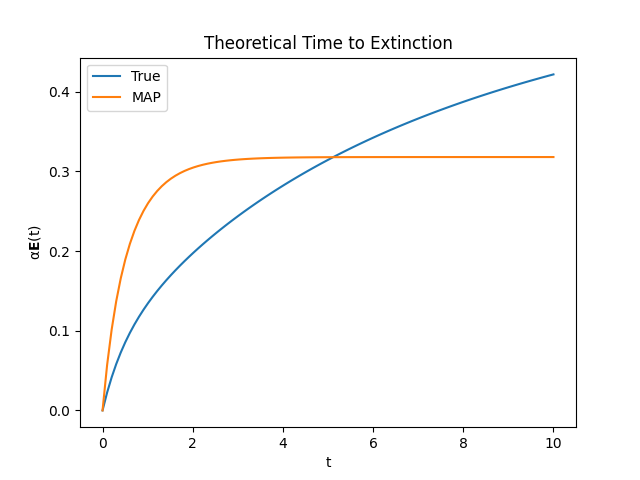 Theoretical Time to Extinction
True
MAP
0.4
0.3
0.2
0.1
0.0
αE(t)
0 2 4 6 8 10
t